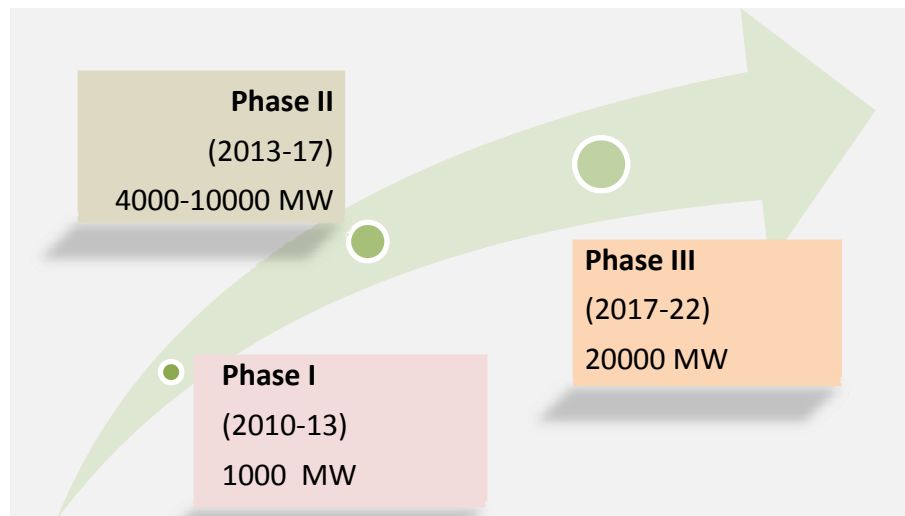 Phase II
(2013-17)
4000-10000 MW
Phase III
(2017-22)
20000 MW
Phase I
(2010-13)
1000 MW